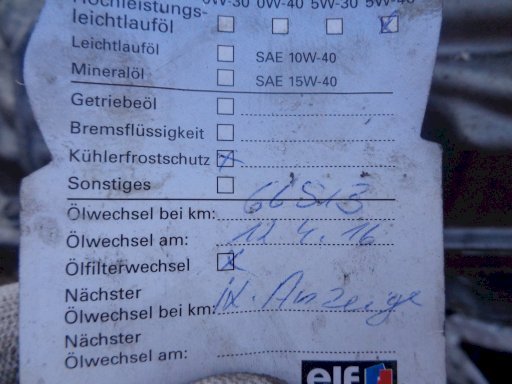 Hochleistungs- 0W-30 0W-40 5W-30 5W-40
leichtlauföl
Leichtlauföl SAE 10W-40
Mineralöl SAE 15W-40
Getriebeöl
Bremsflüssigkeit
Kühlerfrostschutz
Sonstiges
Ölwechsel bei km: 66513
Ölwechsel am: 12.4.16
Ölfilterwechsel
Nächster
Ölwechsel bei km: n. Anzeige
Nächster
Ölwechsel am:
elf